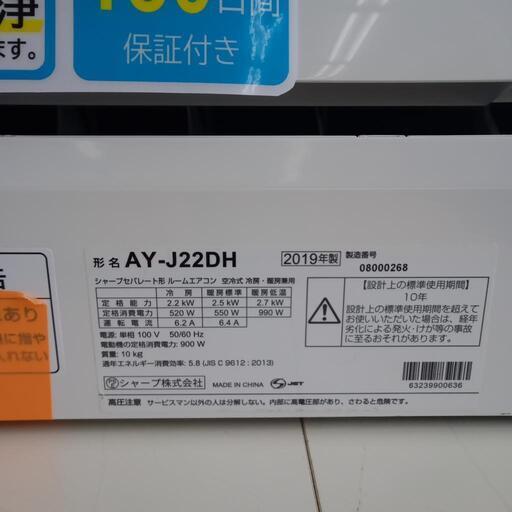 浄
ます。
日間
保証付き
形名 AY-J22DH
2019年製
製造番号
08000268
シャープセパレート形 ルームエアコン 空冷式 冷房・暖房兼用
冷房 暖房標準 暖房低温
定格能力 2.2 kW 2.5 kW 2.7 kW
定格消費電力 520 W 550 W 990 W
運転電流 6.2 A 6.4 A
電源: 単相 100 V 50/60 Hz
電動機の定格消費電力: 900 W
質量: 10 kg
通年エネルギー消費効率: 5.8 (JIS C 9612 : 2013)
シャープ株式会社 MADE IN CHINA JET
高圧注意 サービスマン以外の人は分解しない。内部に高電圧部があり、さわると危険です。
【設計上の標準使用期間】
10年
設計上の標準使用期間を超えて
お使いいただいた場合は、経年
劣化による発火・けが等の事故
に至るおそれがあります。
63239900636
あり
に指や
入れない